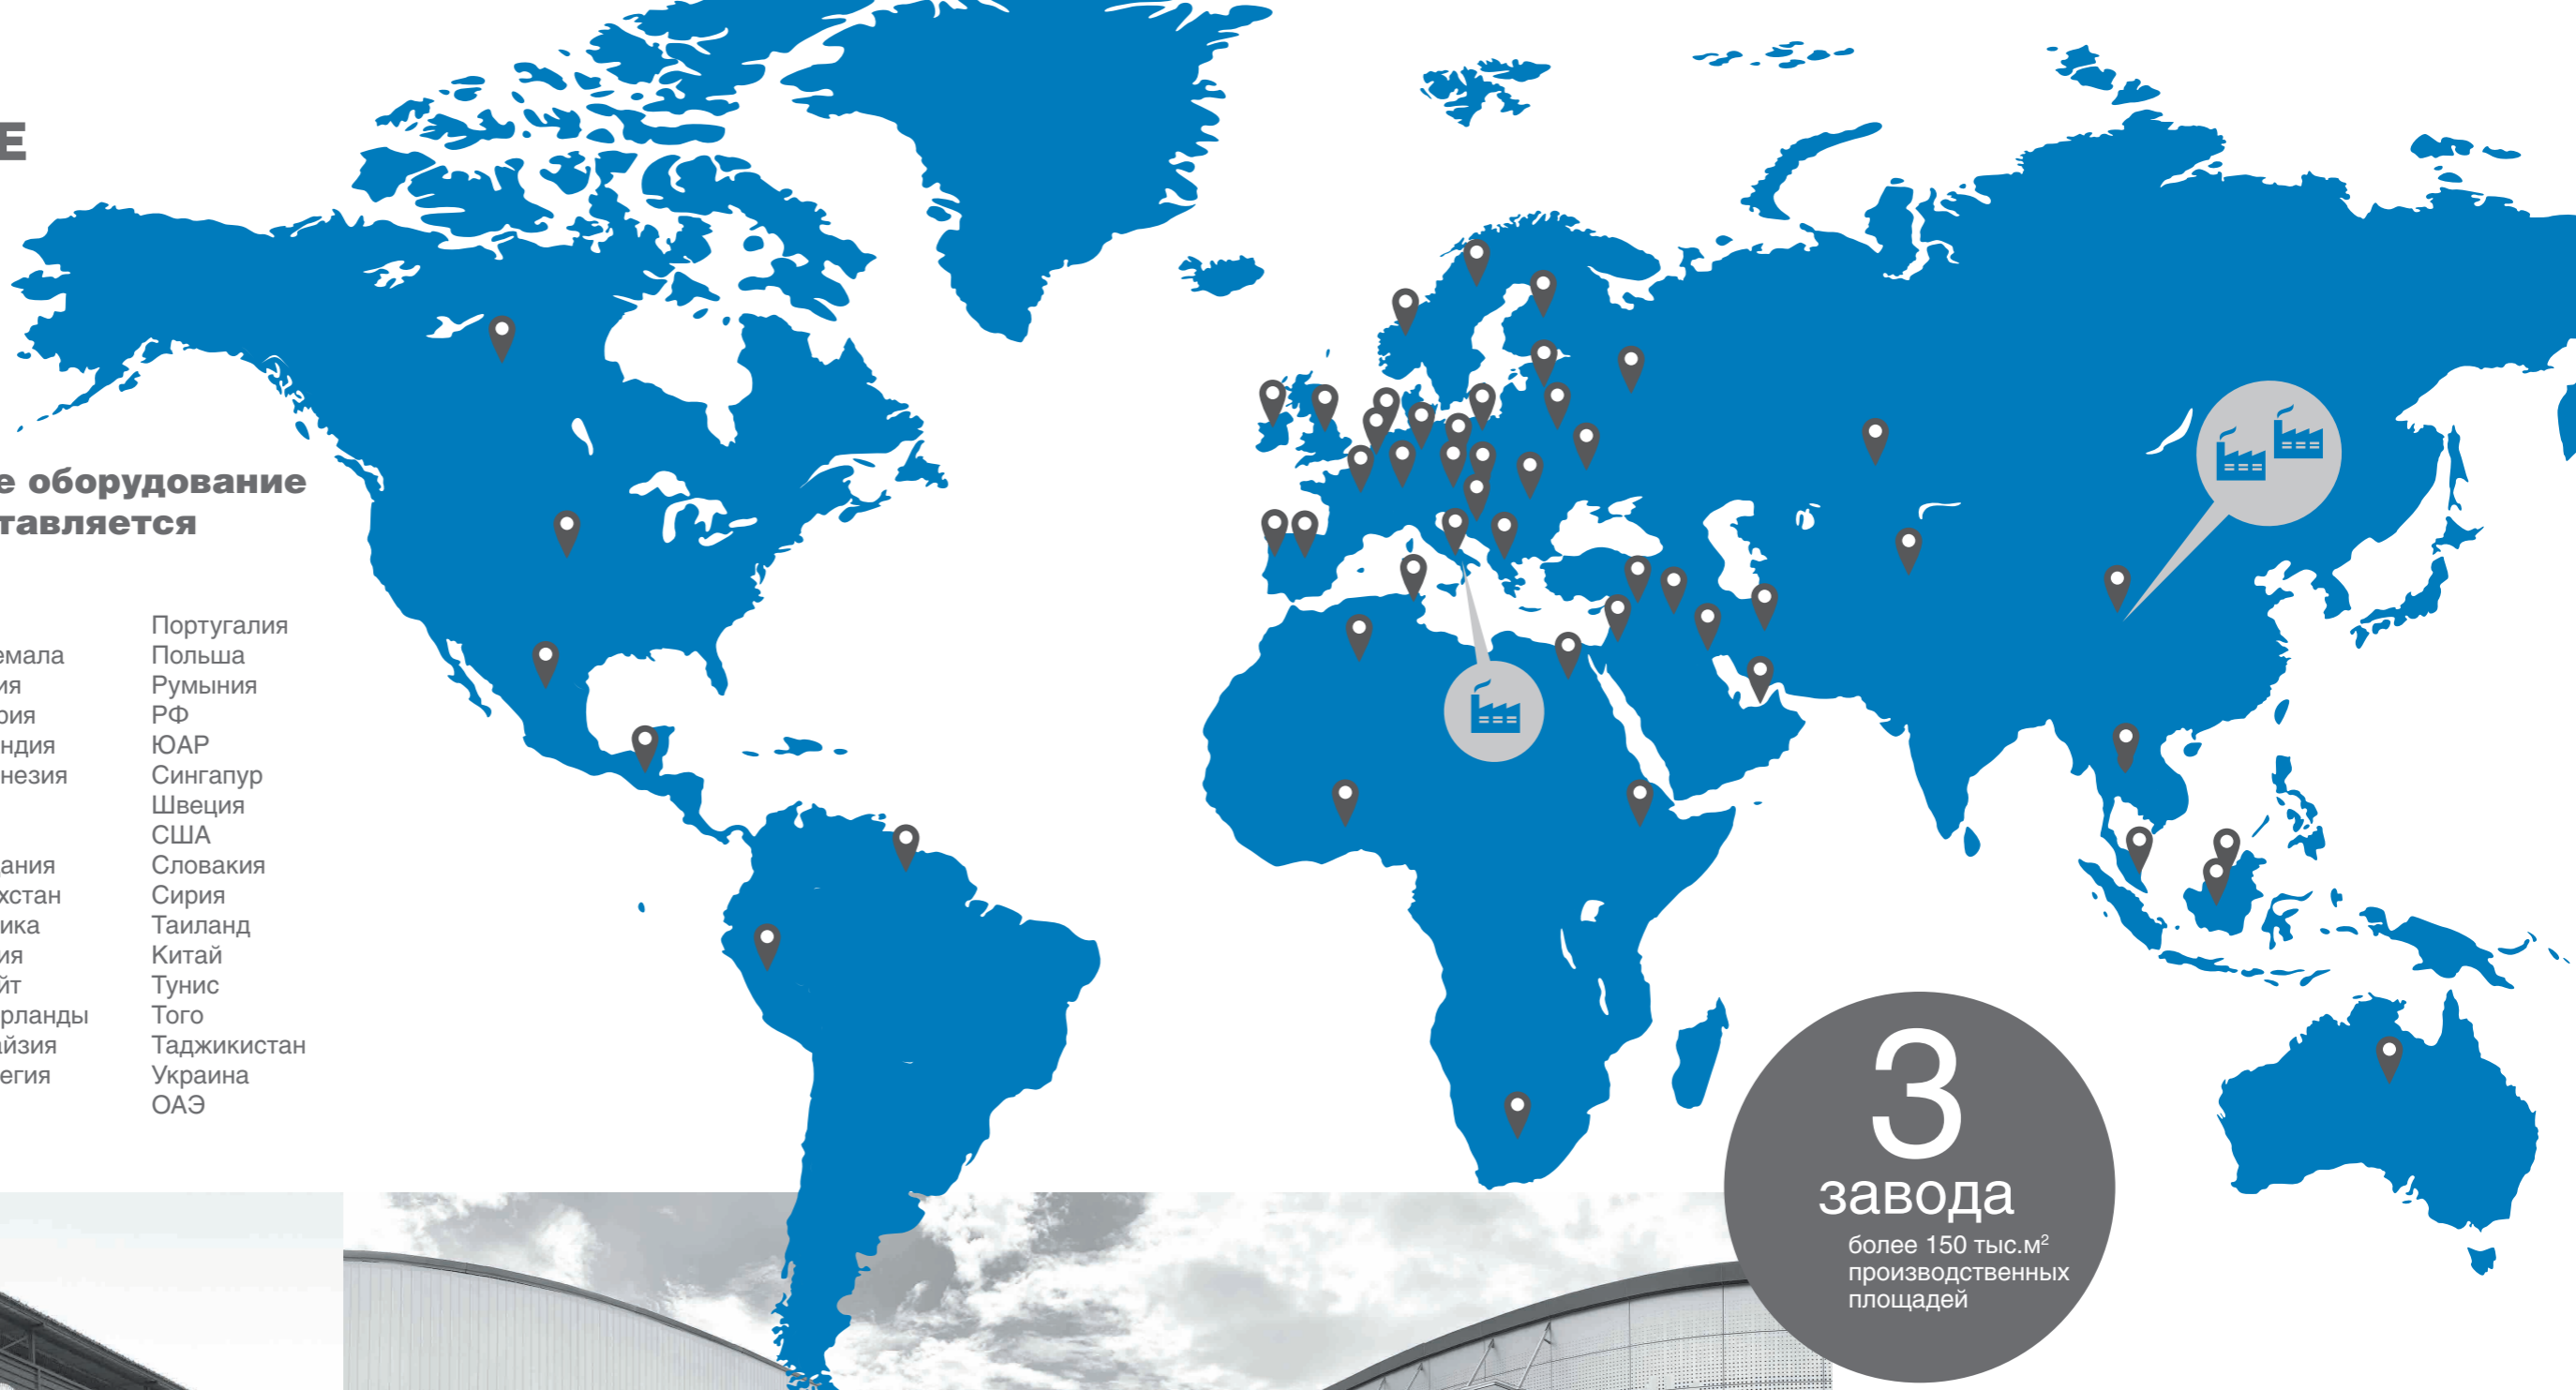 Е
е оборудование
тавляется
емала
ия
рия
ндия
незия
дания
хстан
ика
ия
йт
рланды
айзия
егия
Португалия
Польша
Румыния
РФ
ЮАР
Сингапур
Швеция
США
Словакия
Сирия
Таиланд
Китай
Тунис
Того
Таджикистан
Украина
ОАЭ
3
завода
более 150 тыс.м²
производственных
площадей